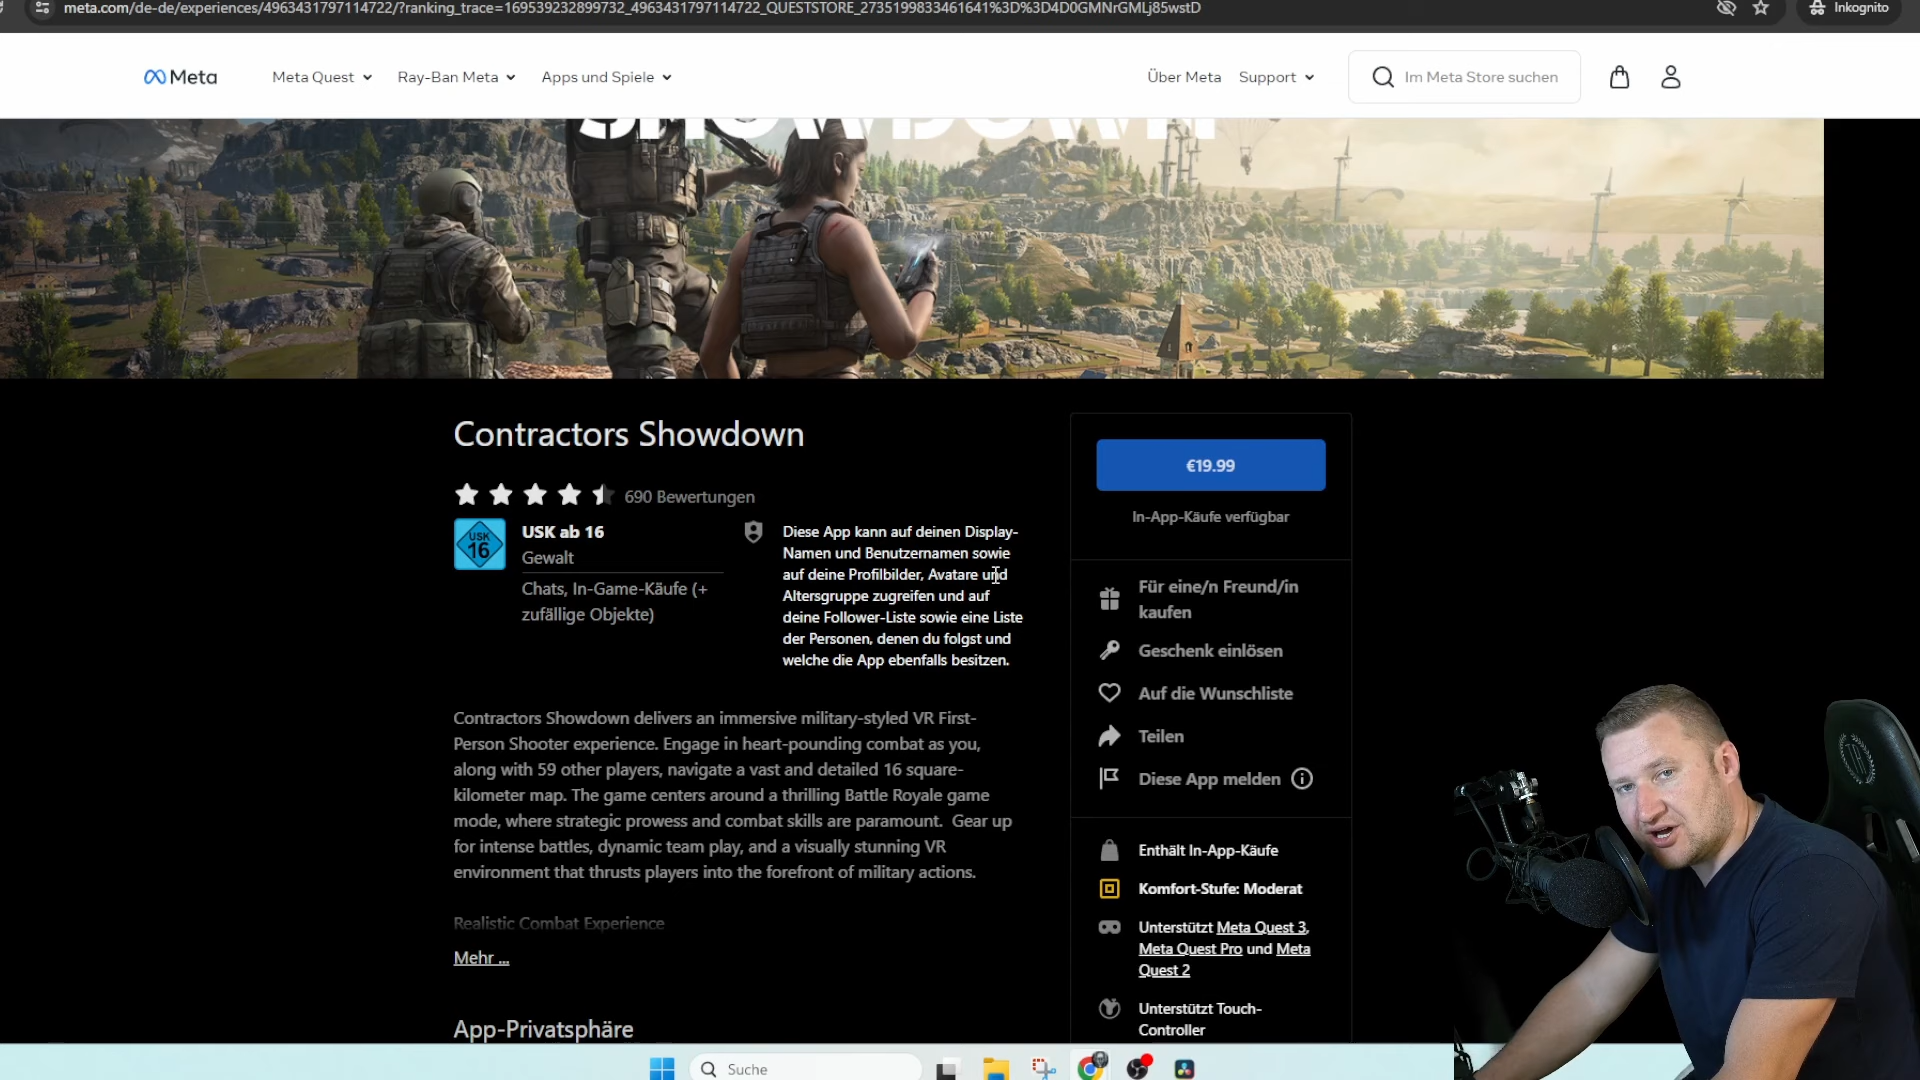 meta.com/de-de/experiences/4963431797114722/?ranking_trace=169539232899732_4963431797114722_QUESTSTORE_2735199833461641%3D%3D4D0GMNrGMLj85wstD
Inkognito
Meta
Meta Quest
Ray-Ban Meta
Apps und Spiele
Über Meta
Support
Im Meta Store suchen
SHOWDOWN
Contractors Showdown
690 Bewertungen
USK
16
USK ab 16
Gewalt
Chats, In-Game-Käufe (+
zufällige Objekte)
Diese App kann auf deinen Display-
Namen und Benutzernamen sowie
auf deine Profilbilder, Avatare und
Altersgruppe zugreifen und auf
deine Follower-Liste sowie eine Liste
der Personen, denen du folgst und
welche die App ebenfalls besitzen.
Contractors Showdown delivers an immersive military-styled VR First-
Person Shooter experience. Engage in heart-pounding combat as you,
along with 59 other players, navigate a vast and detailed 16 square-
kilometer map. The game centers around a thrilling Battle Royale game
mode, where strategic prowess and combat skills are paramount.  Gear up
for intense battles, dynamic team play, and a visually stunning VR
environment that thrusts players into the forefront of military actions.
Realistic Combat Experience
Mehr ...
App-Privatsphäre
€19.99
In-App-Käufe verfügbar
Für eine/n Freund/in
kaufen
Geschenk einlösen
Auf die Wunschliste
Teilen
Diese App melden
Enthält In-App-Käufe
Komfort-Stufe: Moderat
Unterstützt Meta Quest 3,
Meta Quest Pro und Meta
Quest 2
Unterstützt Touch-
Controller
Suche